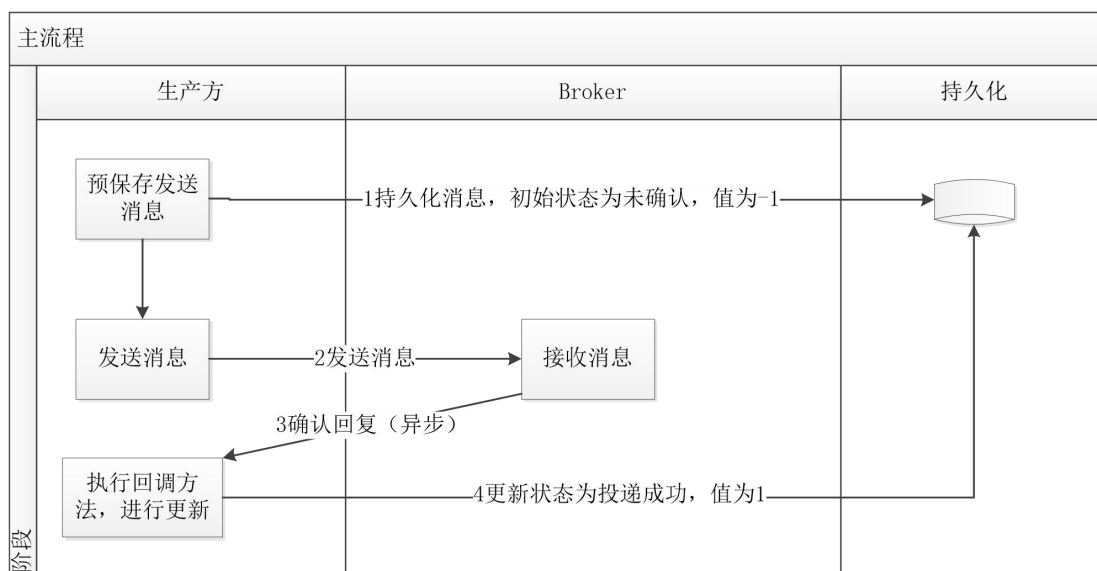 主流程
生产方
Broker
持久化
预保存发送
消息
1持久化消息，初始状态为未确认，值为-1
发送消息
2发送消息
接收消息
3确认回复（异步）
执行回调方
法，进行更新
4更新状态为投递成功，值为1
阶段